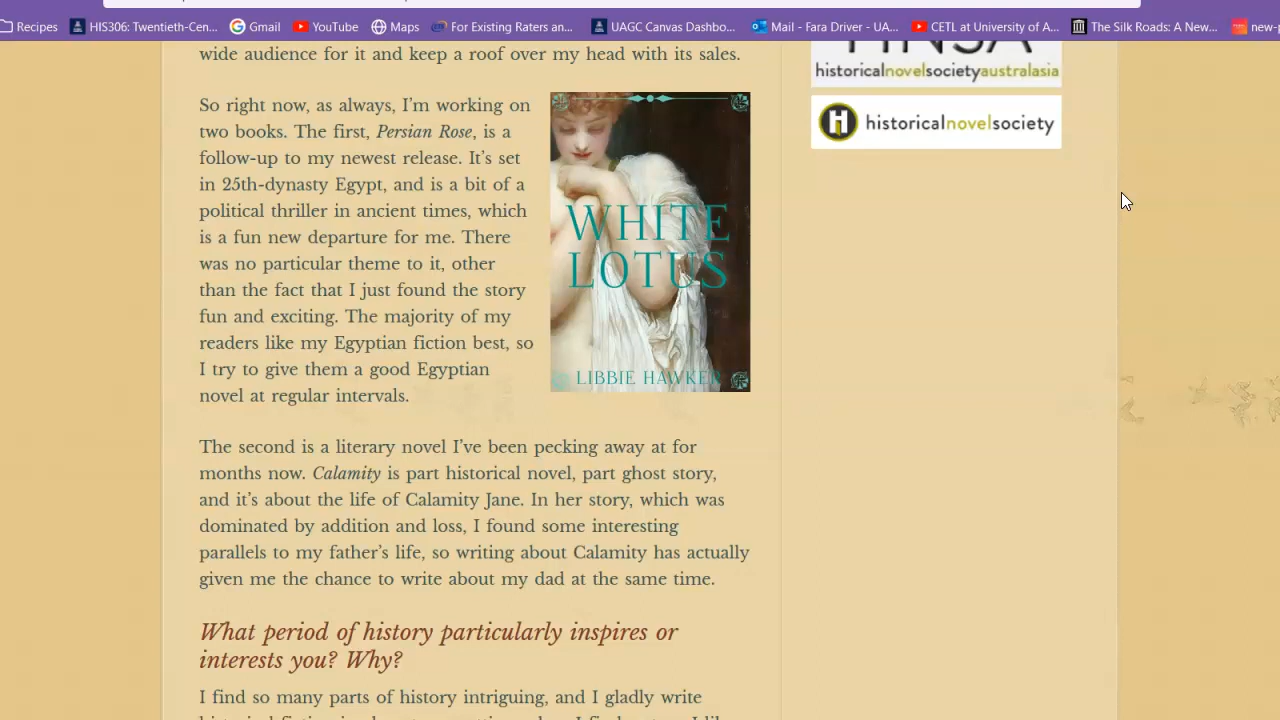 Recipes HIS306: Twentieth-Cen... Gmail YouTube Maps For Existing Raters an... UAGC Canvas Dashbo... Mail - Fara Driver - UA... CETL at University of A... The Silk Roads: A New... new-p
wide audience for it and keep a roof over my head with its sales.
So right now, as always, I’m working on
two books. The first, Persian Rose, is a
follow-up to my newest release. It’s set
in 25th-dynasty Egypt, and is a bit of a
political thriller in ancient times, which
is a fun new departure for me. There
was no particular theme to it, other
than the fact that I just found the story
fun and exciting. The majority of my
readers like my Egyptian fiction best, so
I try to give them a good Egyptian
novel at regular intervals.
WHITE
LOTUS
LIBBIE HAWKER
The second is a literary novel I’ve been pecking away at for
months now. Calamity is part historical novel, part ghost story,
and it’s about the life of Calamity Jane. In her story, which was
dominated by addition and loss, I found some interesting
parallels to my father’s life, so writing about Calamity has actually
given me the chance to write about my dad at the same time.
What period of history particularly inspires or
interests you? Why?
I find so many parts of history intriguing, and I gladly write
historicalnovelsocietyaustralasia
H historicalnovelsociety